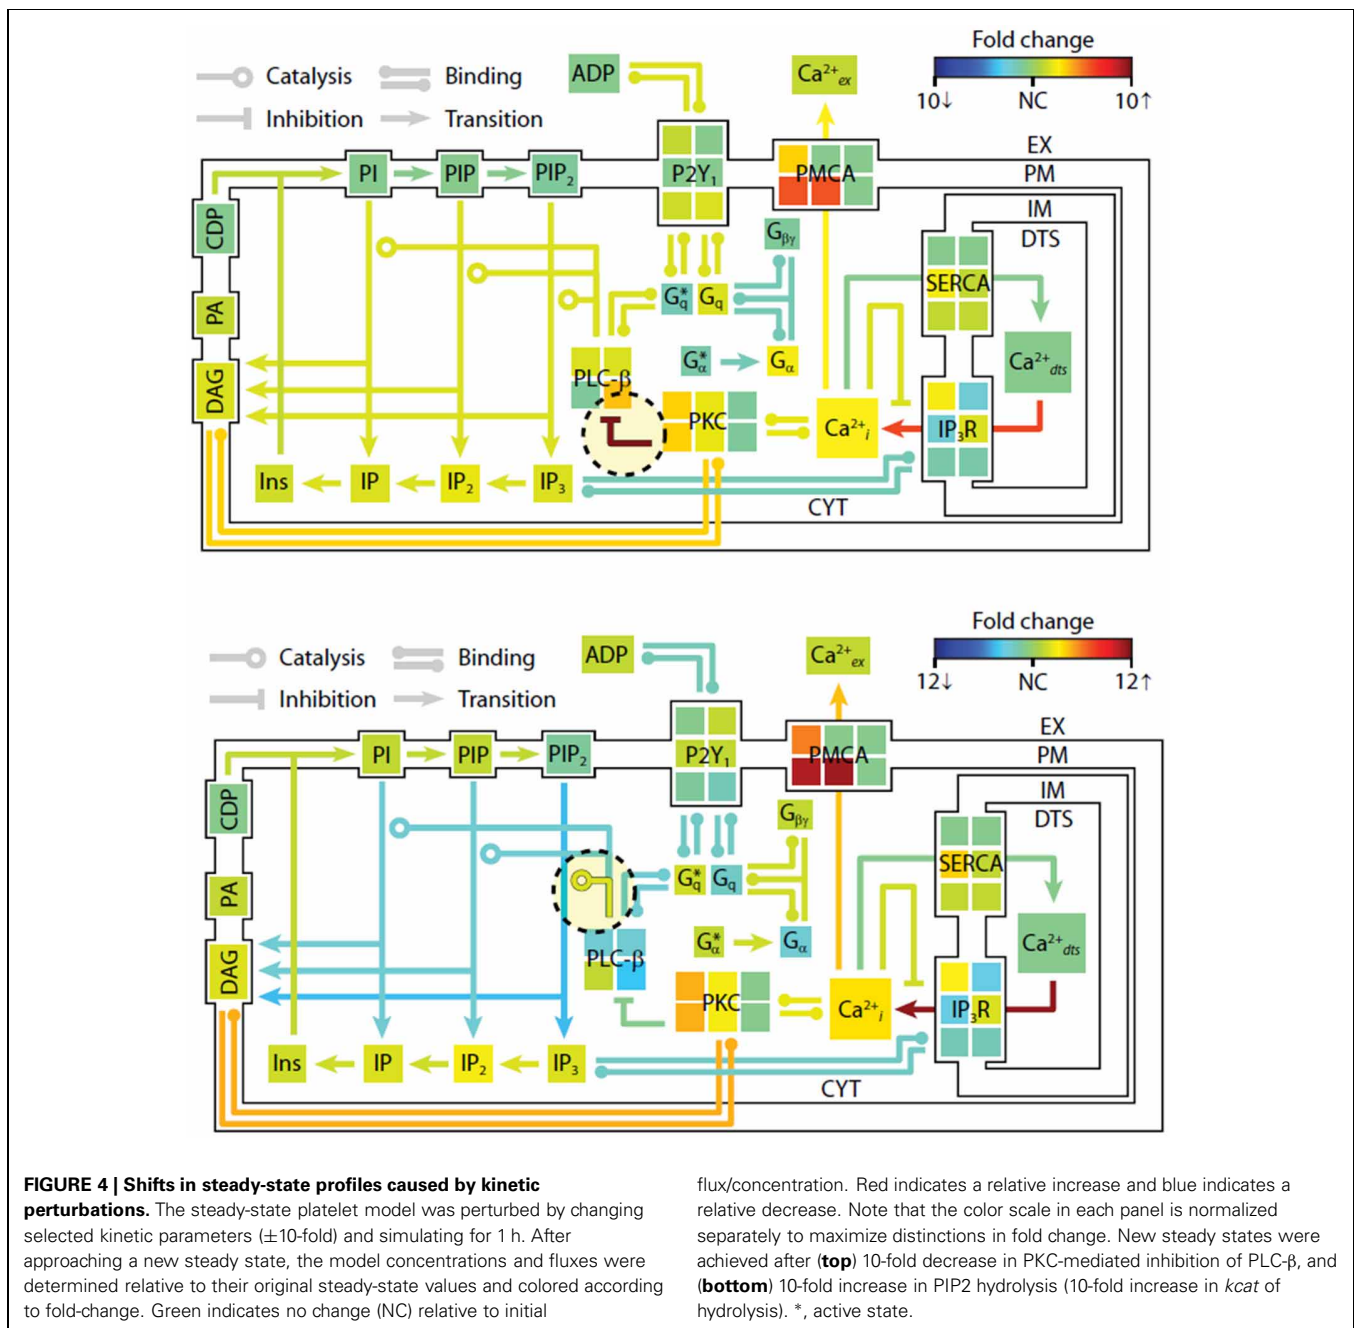 Fold change
10↓ NC 10↑
Catalysis
Binding
Inhibition
Transition
ADP
Ca²⁺ex
EX
PM
IM
DTS
PI
PIP
PIP₂
P2Y₁
PMCA
CDP
PA
DAG
Gβγ
G*q
Gq
G*α
Gα
SERCA
Ca²⁺dts
PLC-β
PKC
Ca²⁺i
IP₃R
Ins
IP
IP₂
IP₃
CYT
Fold change
12↓ NC 12↑
Catalysis
Binding
Inhibition
Transition
ADP
Ca²⁺ex
EX
PM
IM
DTS
PI
PIP
PIP₂
P2Y₁
PMCA
CDP
PA
DAG
Gβγ
G*q
Gq
G*α
Gα
SERCA
Ca²⁺dts
PLC-β
PKC
Ca²⁺i
IP₃R
Ins
IP
IP₂
IP₃
CYT
FIGURE 4 | Shifts in steady-state profiles caused by kinetic
perturbations. The steady-state platelet model was perturbed by changing
selected kinetic parameters (±10-fold) and simulating for 1 h. After
approaching a new steady state, the model concentrations and fluxes were
determined relative to their original steady-state values and colored according
to fold-change. Green indicates no change (NC) relative to initial
flux/concentration. Red indicates a relative increase and blue indicates a
relative decrease. Note that the color scale in each panel is normalized
separately to maximize distinctions in fold change. New steady states were
achieved after (top) 10-fold decrease in PKC-mediated inhibition of PLC-β, and
(bottom) 10-fold increase in PIP2 hydrolysis (10-fold increase in kcat of
hydrolysis). *, active state.